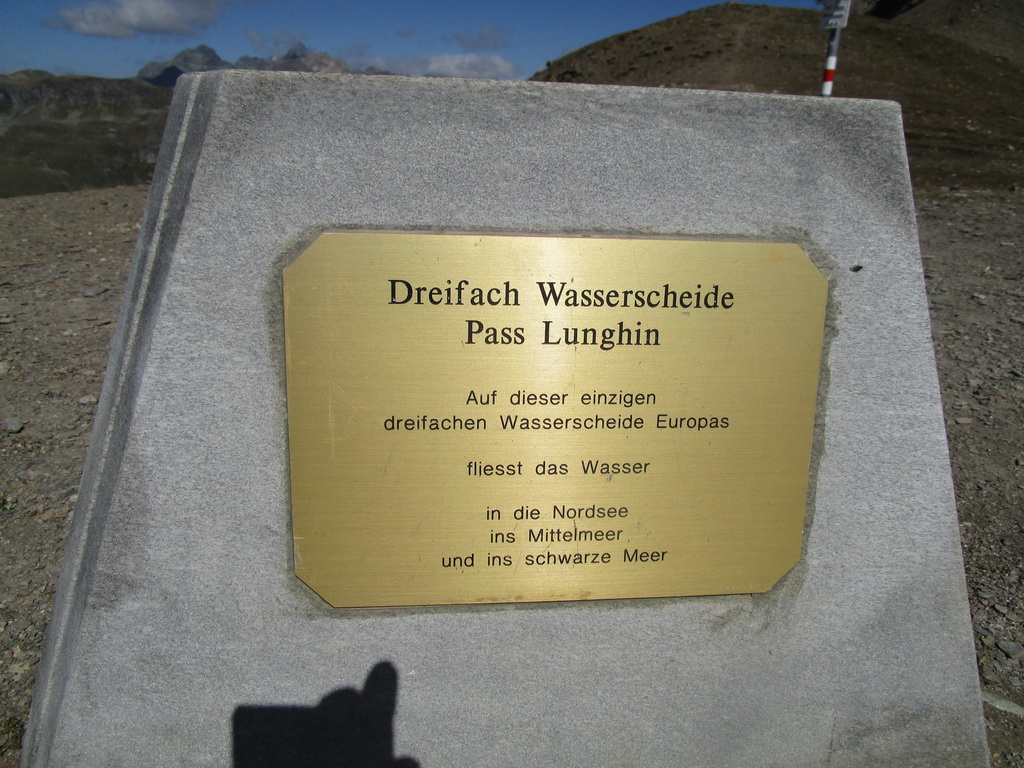 Dreifach Wasserscheide
Pass Lunghin
Auf dieser einzigen
dreifachen Wasserscheide Europas
fliesst das Wasser
in die Nordsee
ins Mittelmeer
und ins schwarze Meer